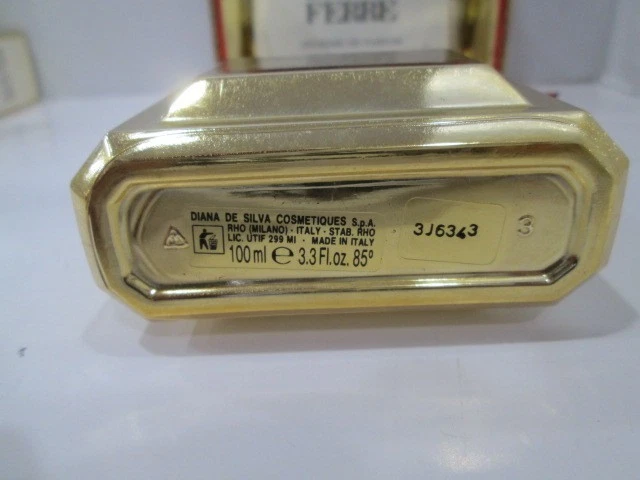 FERRE
DIANA DE SILVA COSMETIQUES S.p.A.
RHO (MILANO) - ITALY - STAB. RHO
LIC. UTIF 299 MI - MADE IN ITALY
100 ml e 3.3 Fl.oz. 85º
3J6343
3